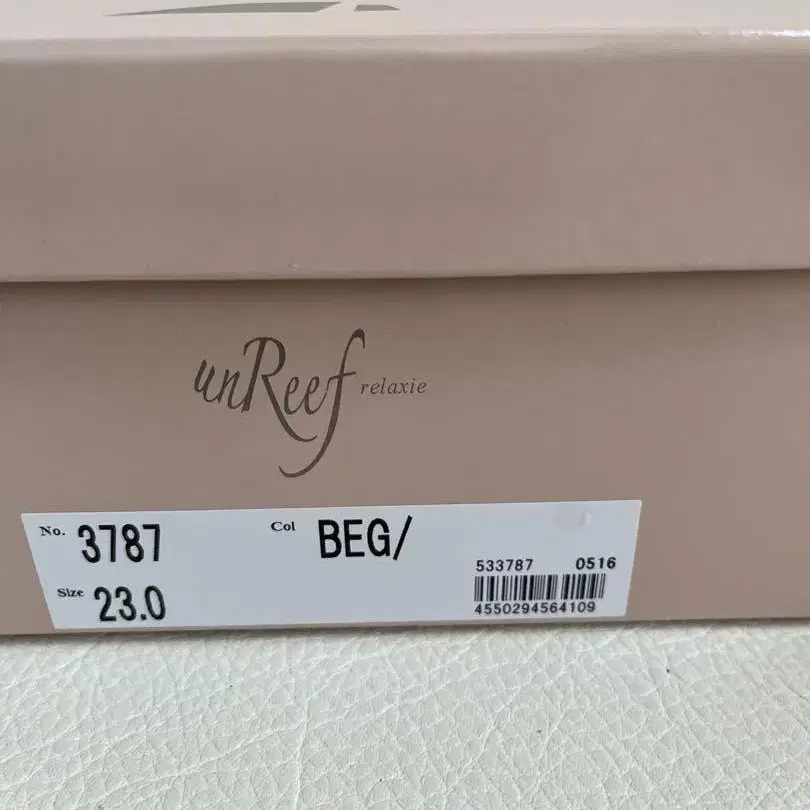 unReef relaxie
No. 3787 Col BEG/
533787 0516
Size 23.0
4550294564109